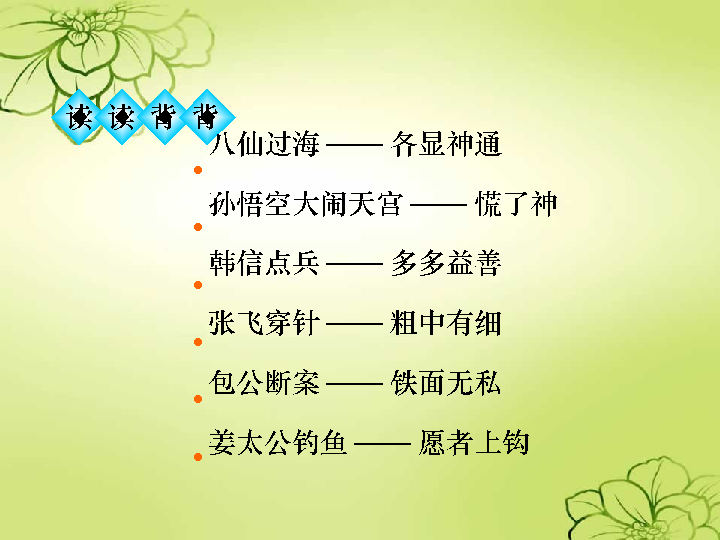 读读背背
八仙过海 —— 各显神通
孙悟空大闹天宫 —— 慌了神
韩信点兵 —— 多多益善
张飞穿针 —— 粗中有细
包公断案 —— 铁面无私
姜太公钓鱼 —— 愿者上钩